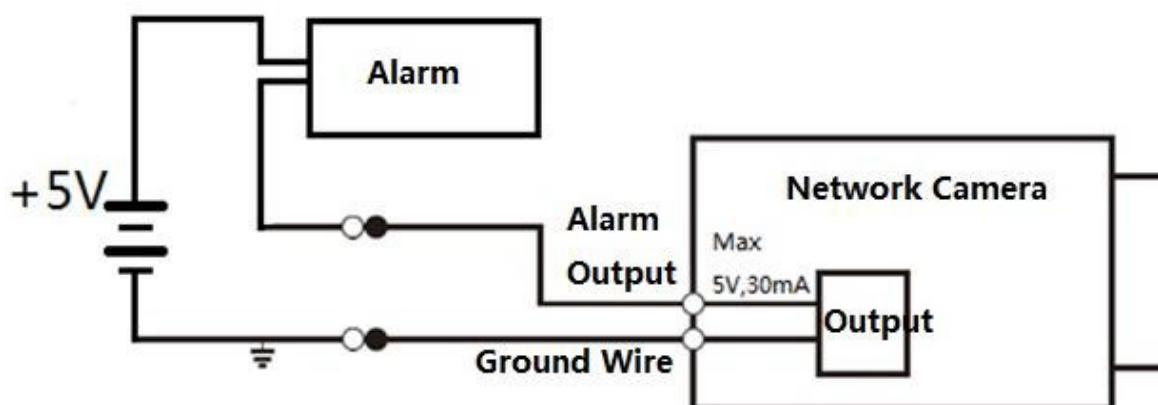 Alarm
+5V
Network Camera
Alarm
Output
Max
5V,30mA
Output
Ground Wire